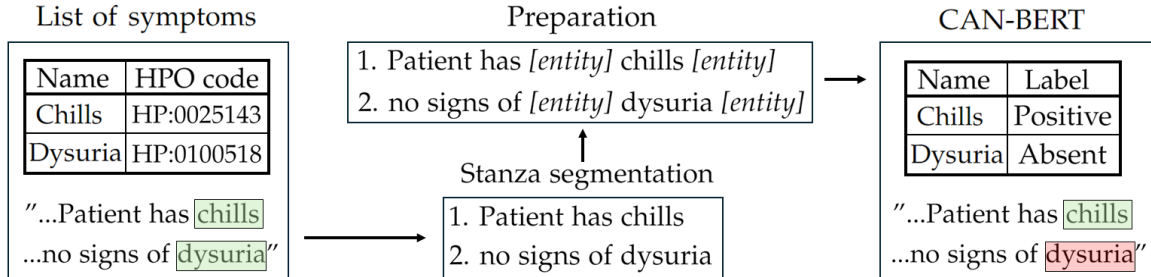 List of symptoms
Name HPO code
Chills HP:0025143
Dysuria HP:0100518
"...Patient has chills
...no signs of dysuria"
Preparation
1. Patient has [entity] chills [entity]
2. no signs of [entity] dysuria [entity]
Stanza segmentation
1. Patient has chills
2. no signs of dysuria
CAN-BERT
Name Label
Chills Positive
Dysuria Absent
"...Patient has chills
...no signs of dysuria"